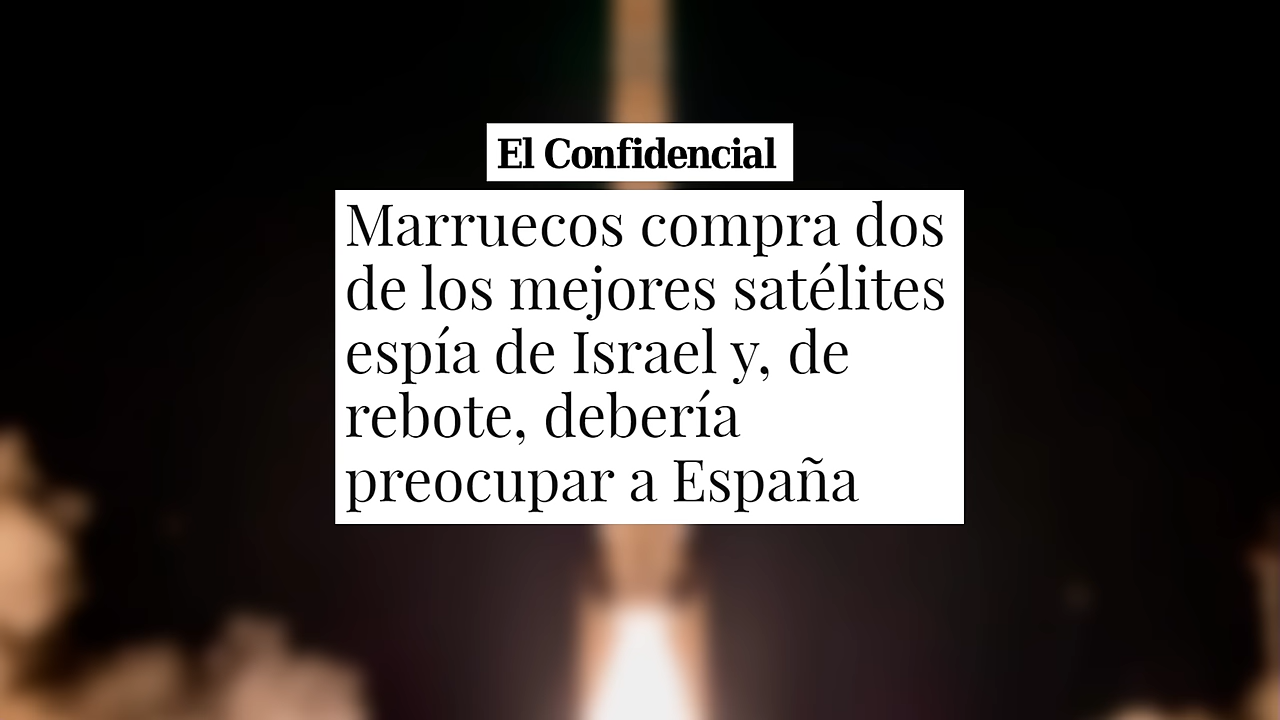 El Confidencial
Marruecos compra dos
de los mejores satélites
espía de Israel y, de
rebote, debería
preocupar a España